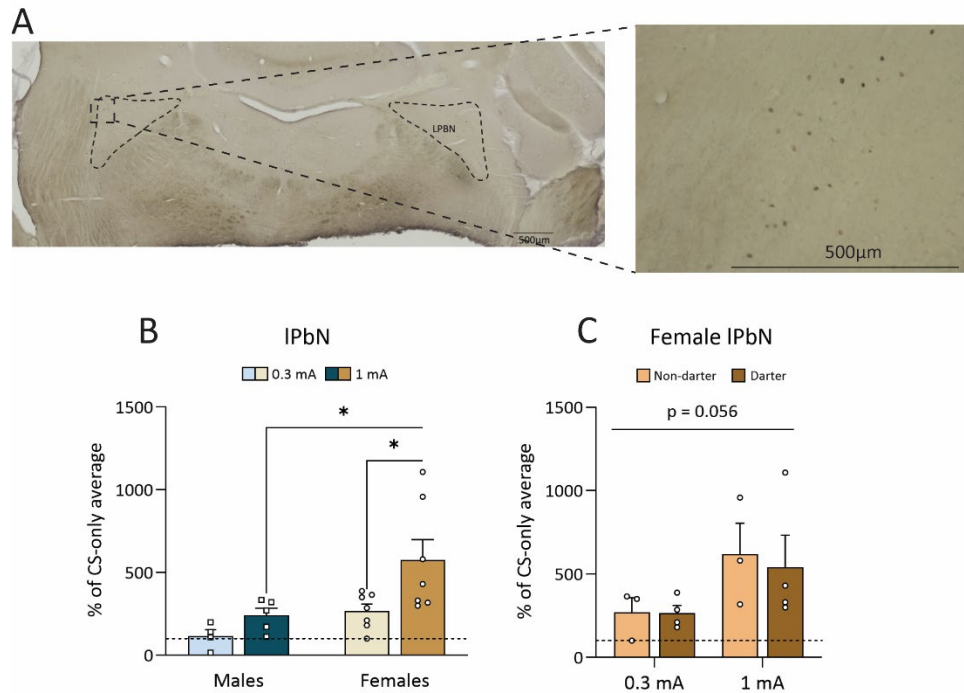 A
LPBN
500µm
500µm
B
lPbN
0.3 mA
1 mA
% of CS-only average
1500
1000
500
0
*
*
Males
Females
C
Female lPbN
Non-darter
Darter
p = 0.056
% of CS-only average
1500
1000
500
0
0.3 mA
1 mA